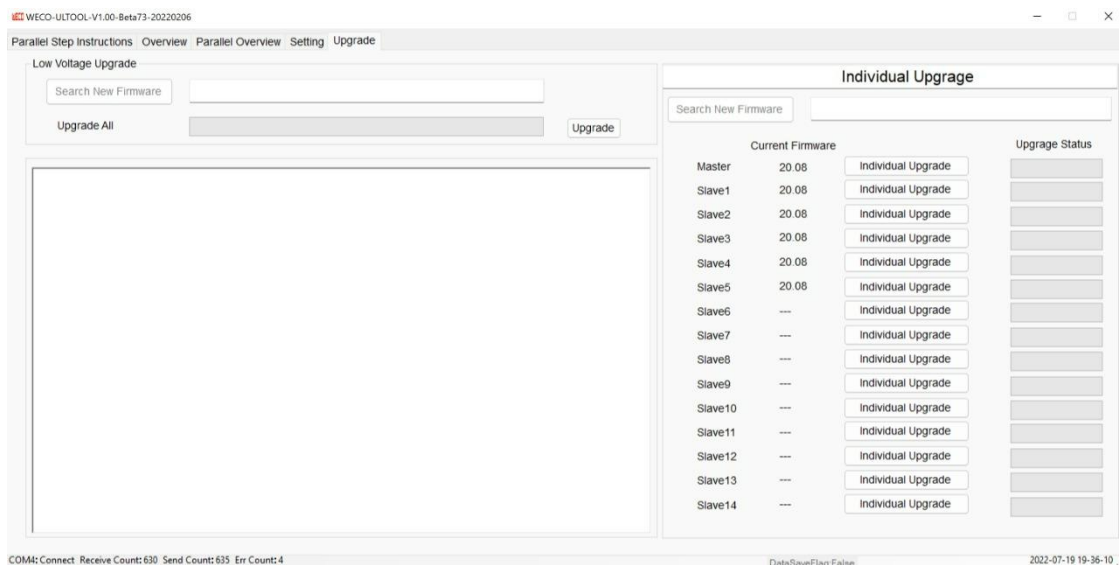 WECO WECO-ULTOOL-V1.00-Beta73-20220206
Parallel Step Instructions Overview Parallel Overview Setting Upgrade
Low Voltage Upgrade
Search New Firmware
Upgrade All Upgrade
Individual Upgrage
Search New Firmware
Current Firmware Upgrage Status
Master 20.08 Individual Upgrade
Slave1 20.08 Individual Upgrade
Slave2 20.08 Individual Upgrade
Slave3 20.08 Individual Upgrade
Slave4 20.08 Individual Upgrade
Slave5 20.08 Individual Upgrade
Slave6 --- Individual Upgrade
Slave7 --- Individual Upgrade
Slave8 --- Individual Upgrade
Slave9 --- Individual Upgrade
Slave10 --- Individual Upgrade
Slave11 --- Individual Upgrade
Slave12 --- Individual Upgrade
Slave13 --- Individual Upgrade
Slave14 --- Individual Upgrade
COM4: Connect Receive Count: 630 Send Count: 635 Err Count: 4 DataSaveFlag:False 2022-07-19 19-36-10